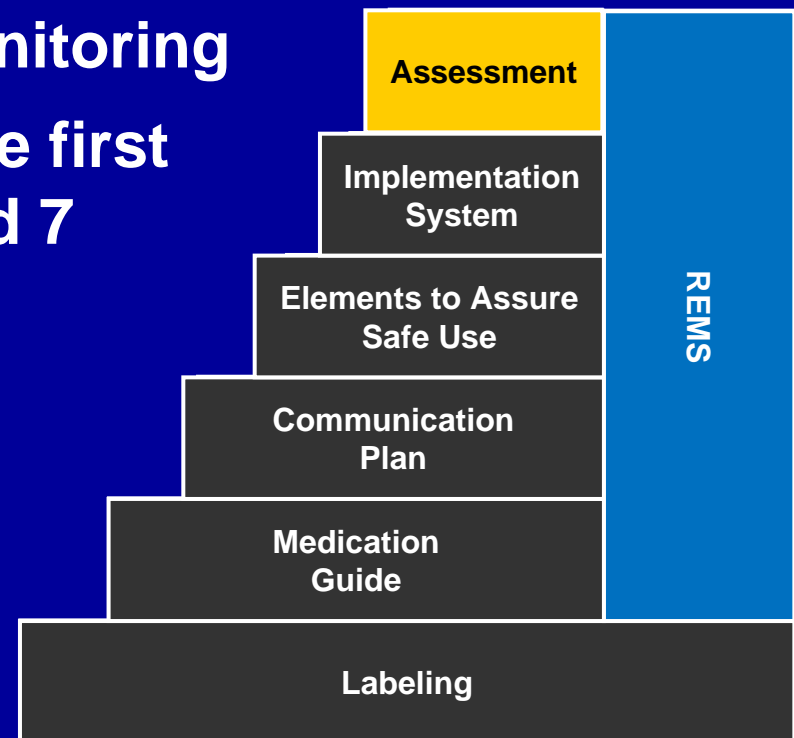 nitoring
e first
d 7
Assessment
Implementation
System
Elements to Assure
Safe Use
Communication
Plan
Medication
Guide
Labeling
REMS